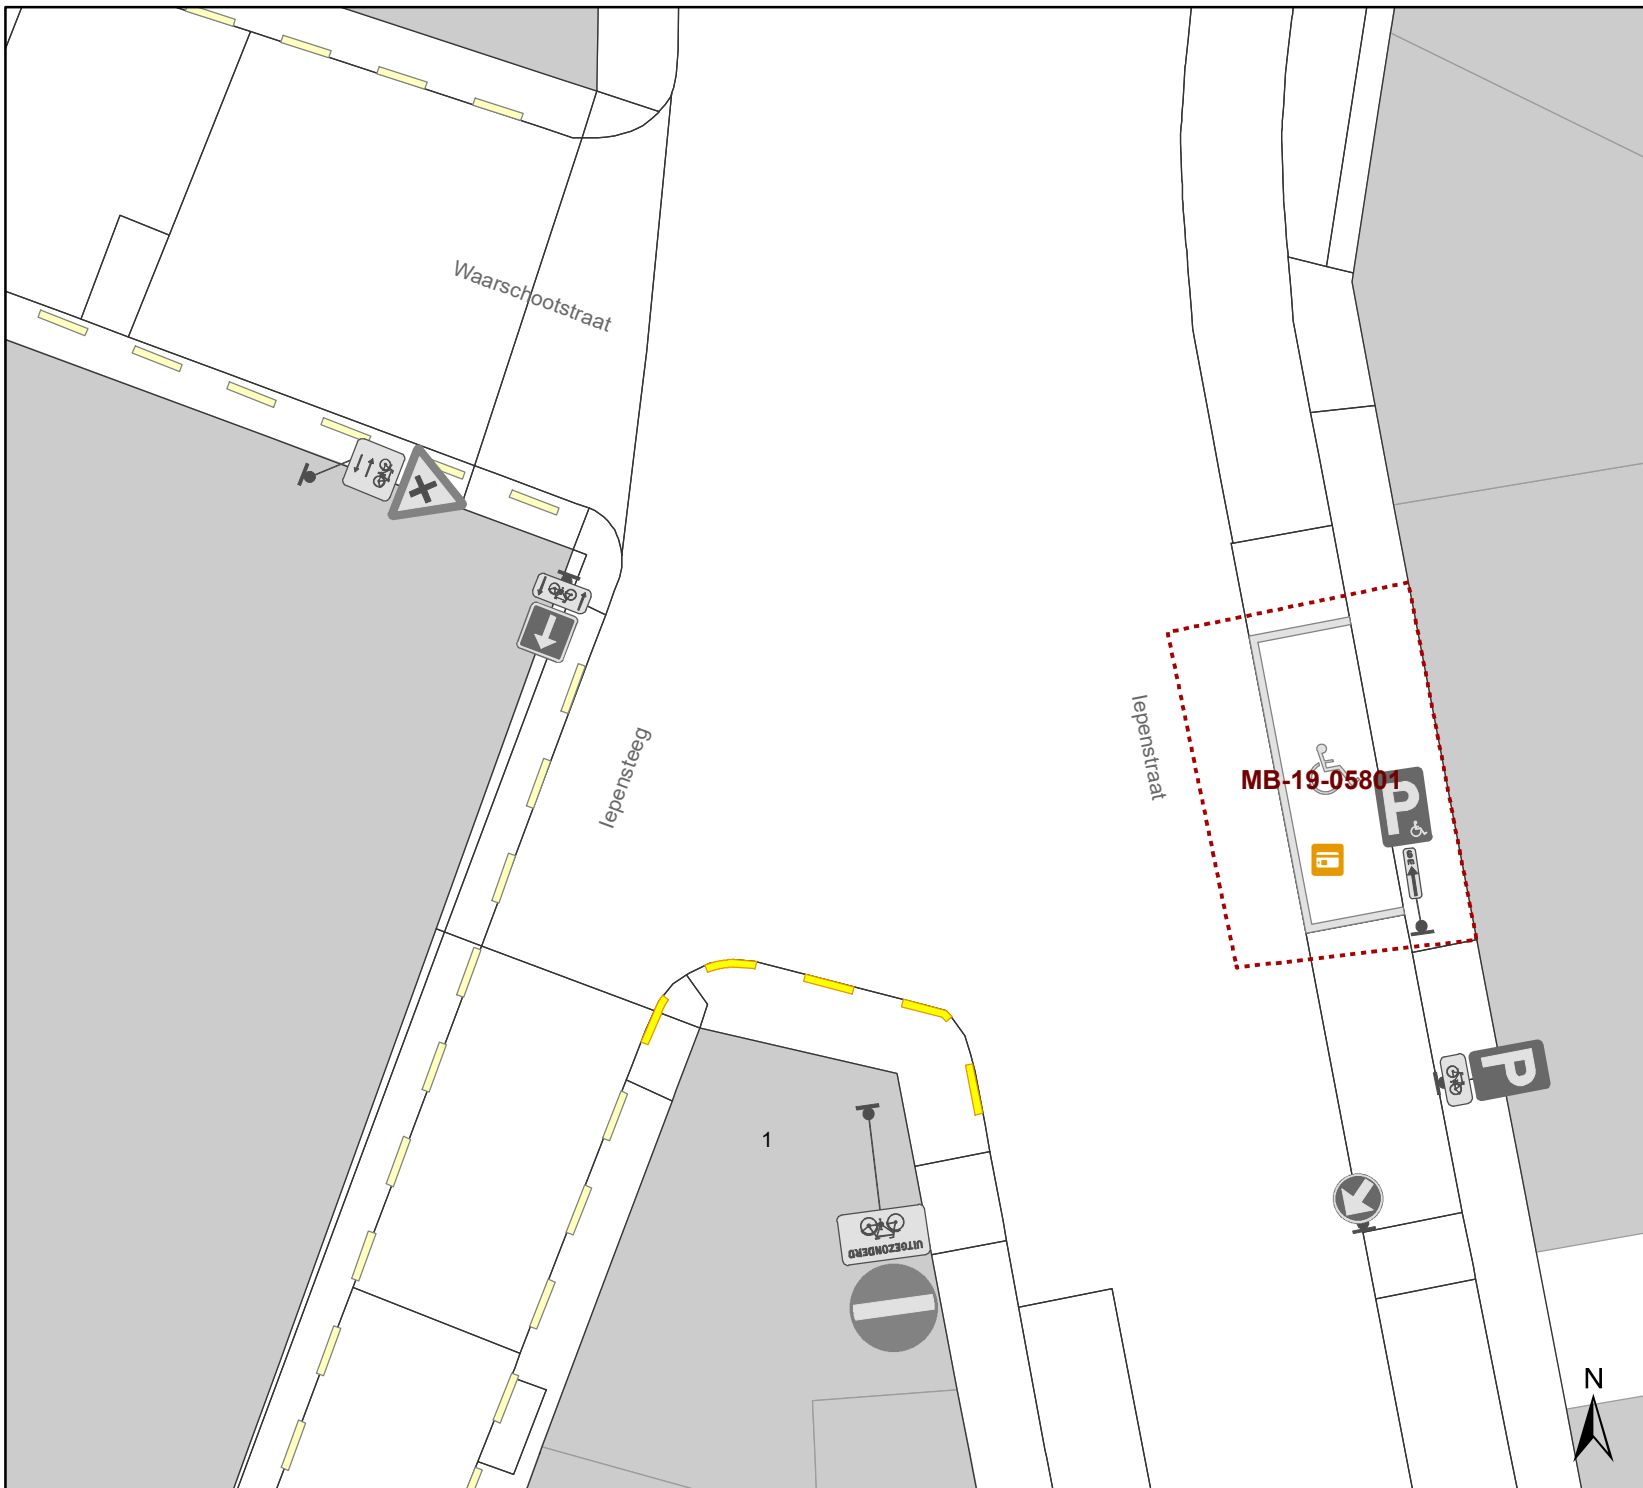 Waarschootstraat
Iepensteeg
Iepenstraat
MB-19-05801
P
P
1
UITGEZONDERD
N